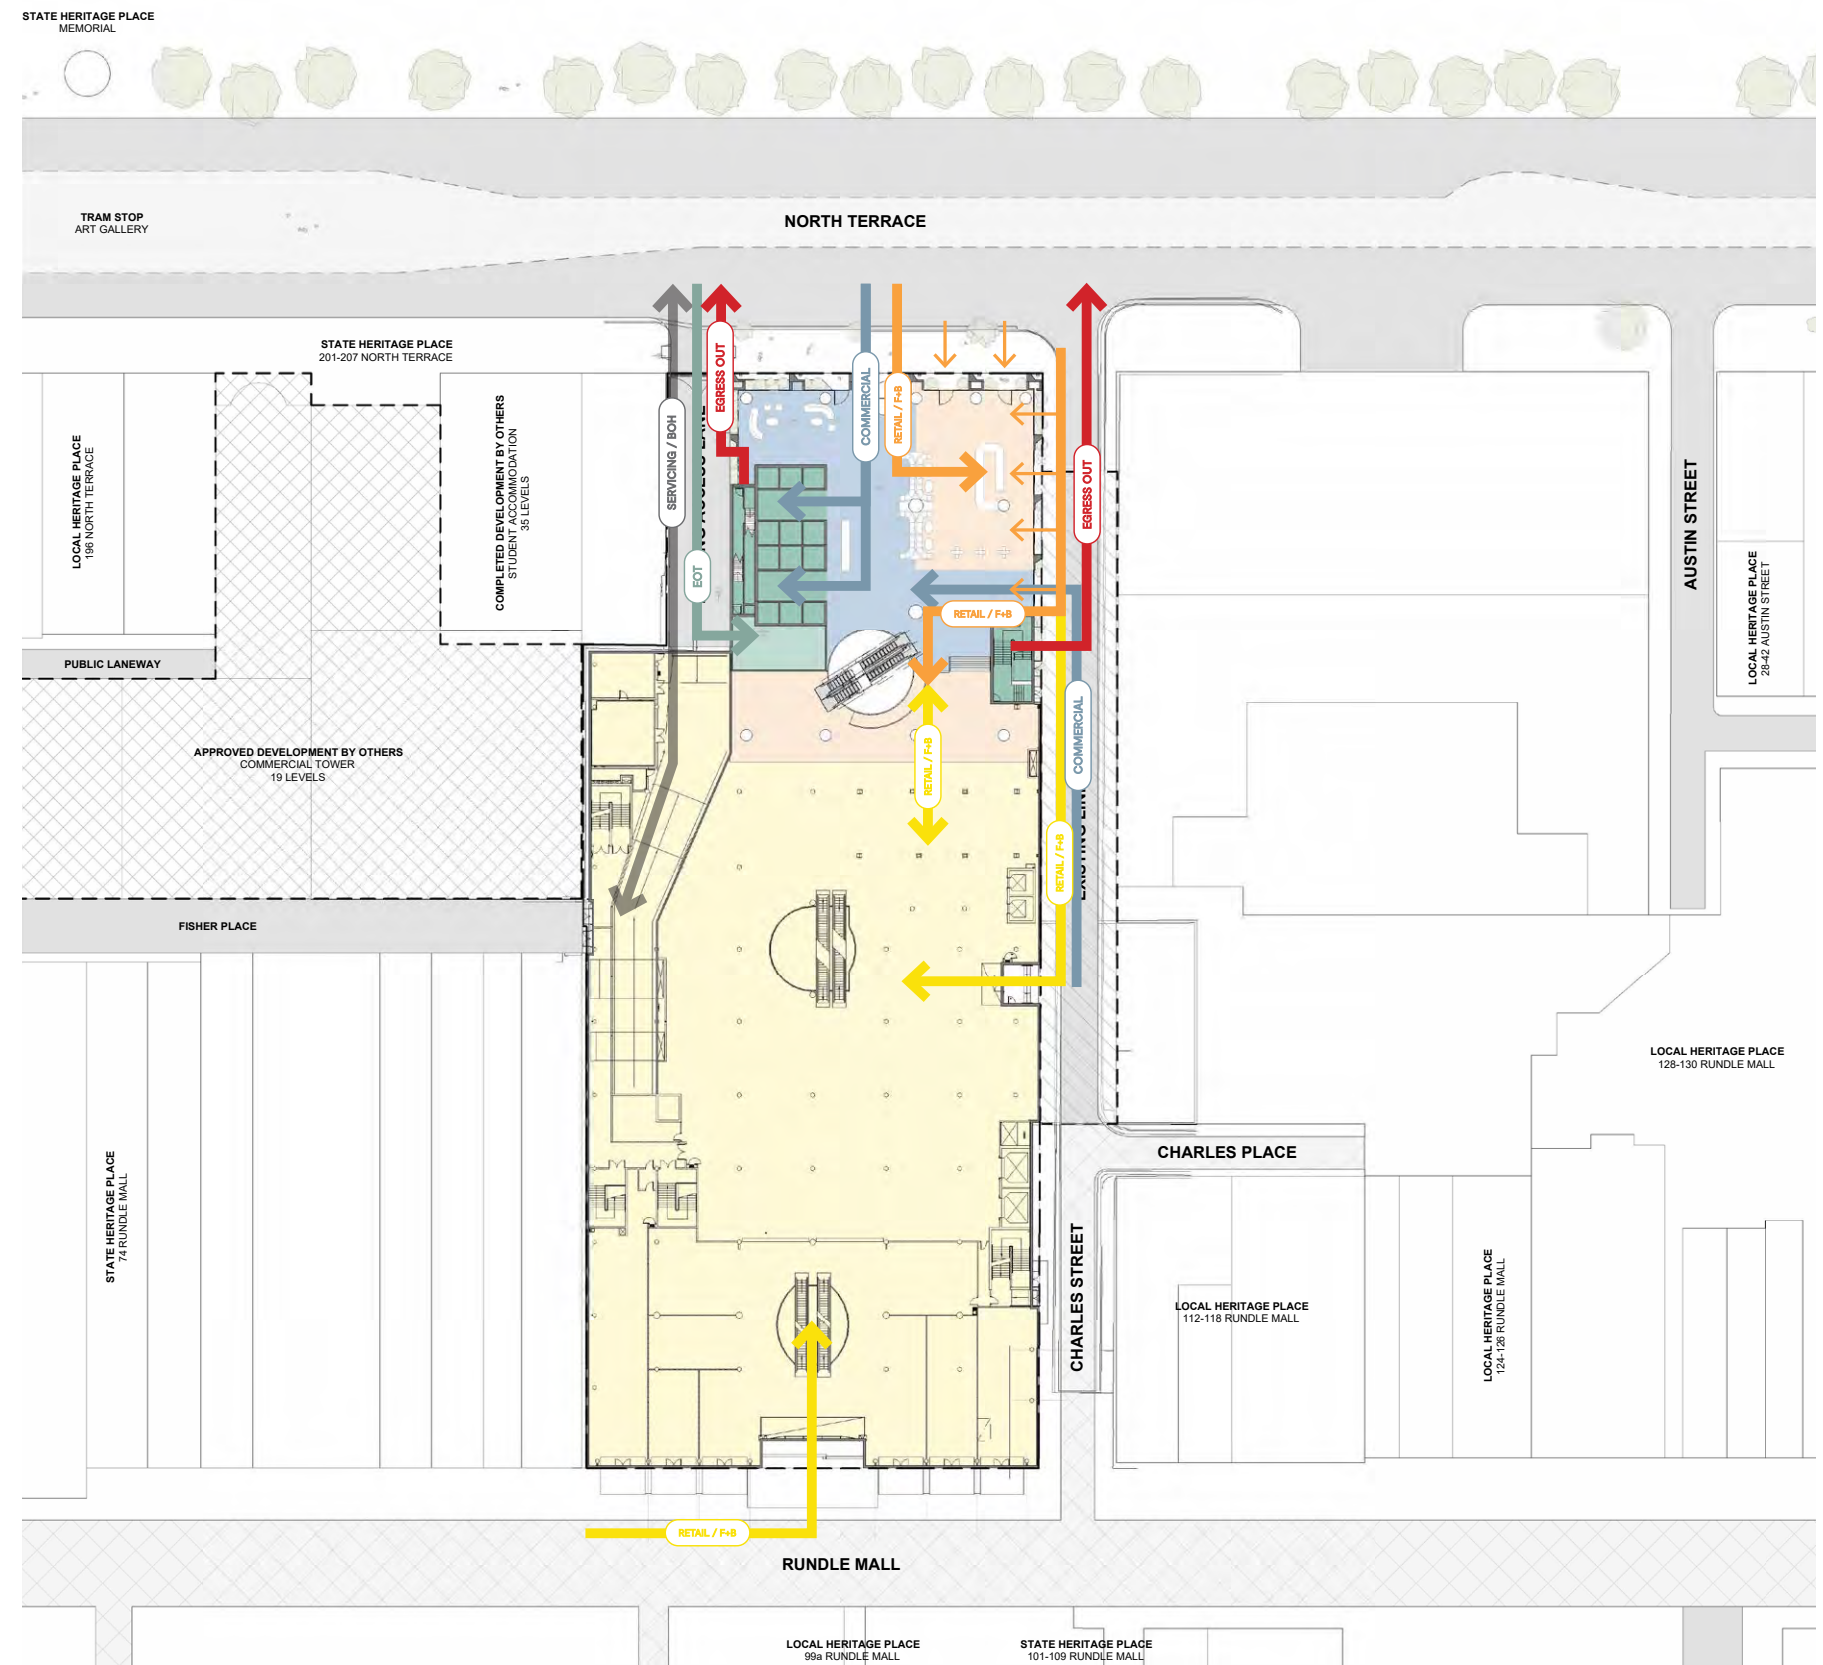 STATE HERITAGE PLACE
MEMORIAL
TRAM STOP
ART GALLERY
NORTH TERRACE
STATE HERITAGE PLACE
201-207 NORTH TERRACE
LOCAL HERITAGE PLACE
196 NORTH TERRACE
COMPLETED DEVELOPMENT BY OTHERS
STUDENT ACCOMMODATION
35 LEVELS
SERVICING / BOH
EGRESS OUT
EOT
COMMERCIAL
RETAIL / F+B
EGRESS OUT
RETAIL / F+B
AUSTIN STREET
LOCAL HERITAGE PLACE
28-42 AUSTIN STREET
PUBLIC LANEWAY
APPROVED DEVELOPMENT BY OTHERS
COMMERCIAL TOWER
19 LEVELS
RETAIL / F+B
COMMERCIAL
RETAIL / F+B
FISHER PLACE
LOCAL HERITAGE PLACE
128-130 RUNDLE MALL
STATE HERITAGE PLACE
74 RUNDLE MALL
CHARLES PLACE
CHARLES STREET
LOCAL HERITAGE PLACE
112-118 RUNDLE MALL
LOCAL HERITAGE PLACE
124-126 RUNDLE MALL
RETAIL / F+B
RUNDLE MALL
LOCAL HERITAGE PLACE
99a RUNDLE MALL
STATE HERITAGE PLACE
101-109 RUNDLE MALL